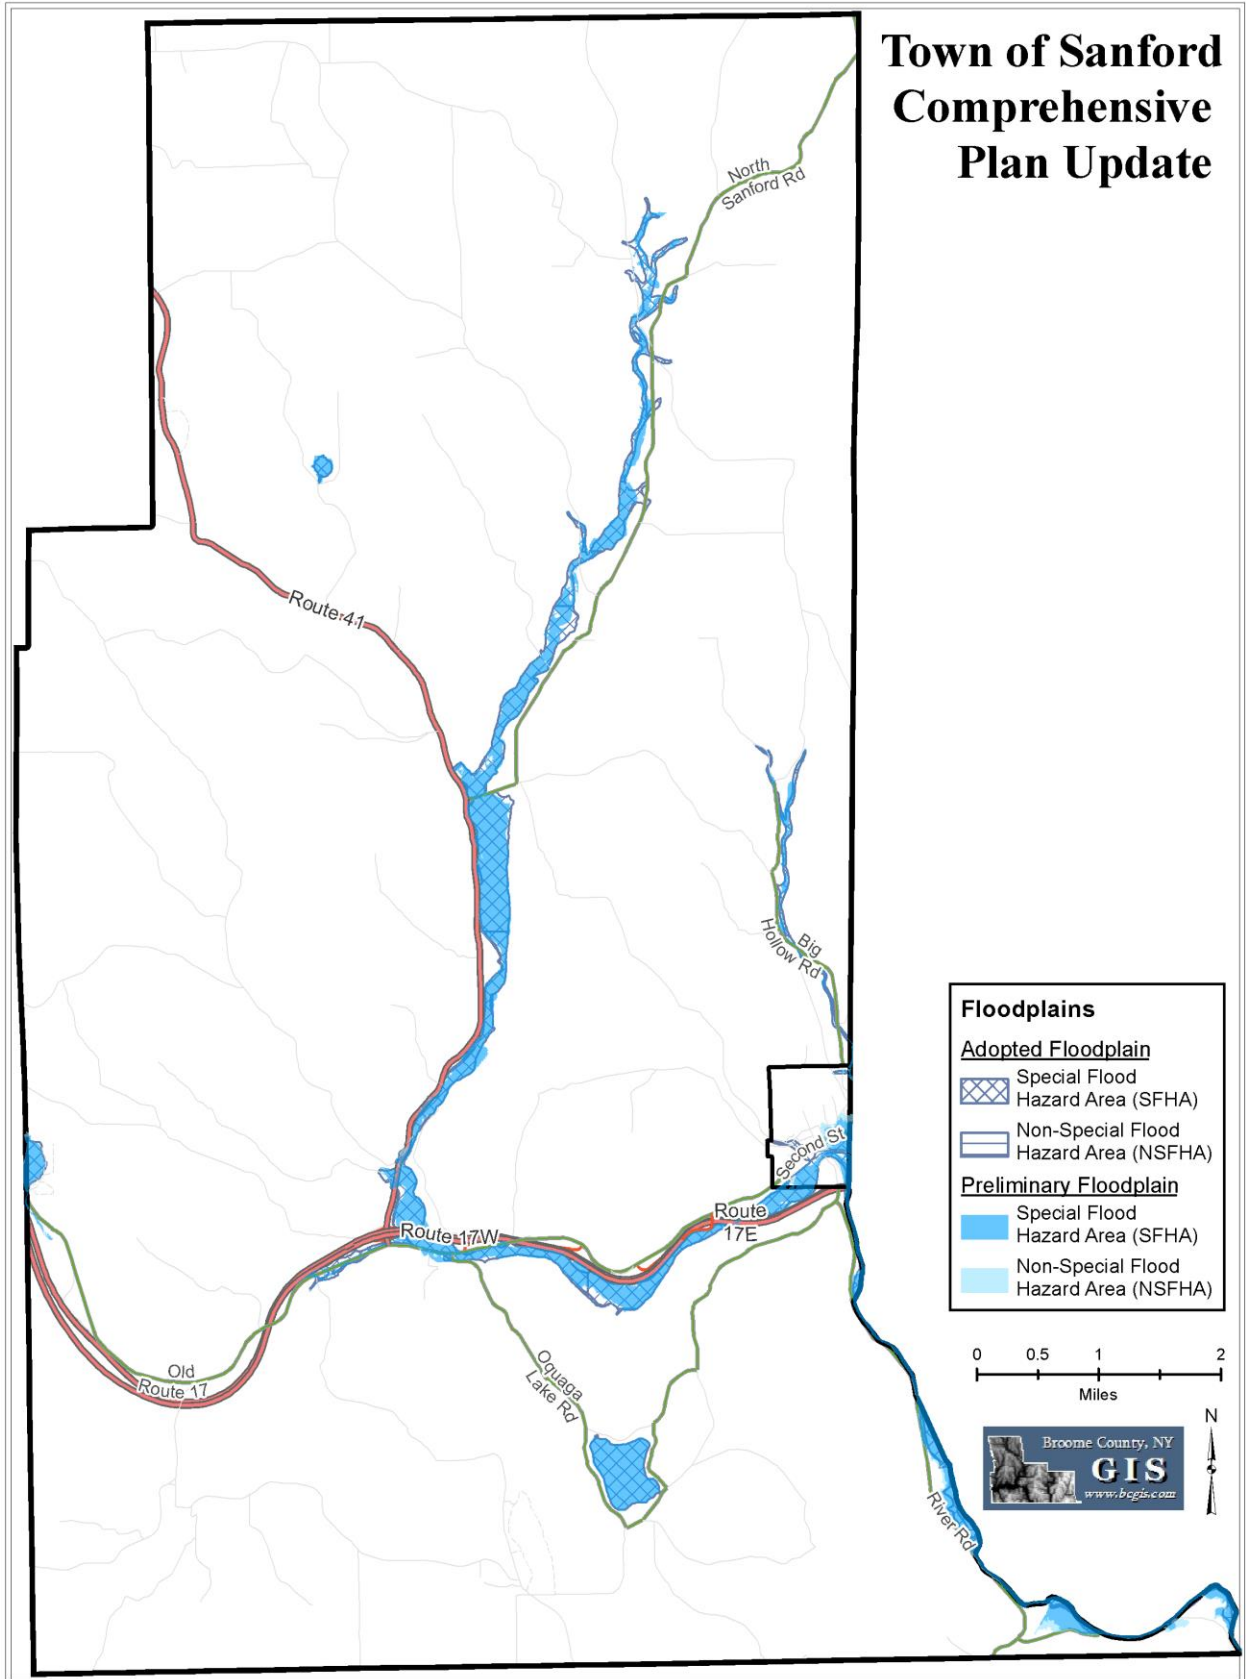 Town of Sanford
Comprehensive
Plan Update
North
Sanford Rd
Route 41
Big
Hollow Rd
Second St
Route 17W
Route
17E
Old
Route 17
Oquaga
Lake Rd
River Rd
Floodplains
Adopted Floodplain
Special Flood
Hazard Area (SFHA)
Non-Special Flood
Hazard Area (NSFHA)
Preliminary Floodplain
Special Flood
Hazard Area (SFHA)
Non-Special Flood
Hazard Area (NSFHA)
0 0.5 1 2
Miles
N
Broome County, NY
GIS
www.bcgis.com